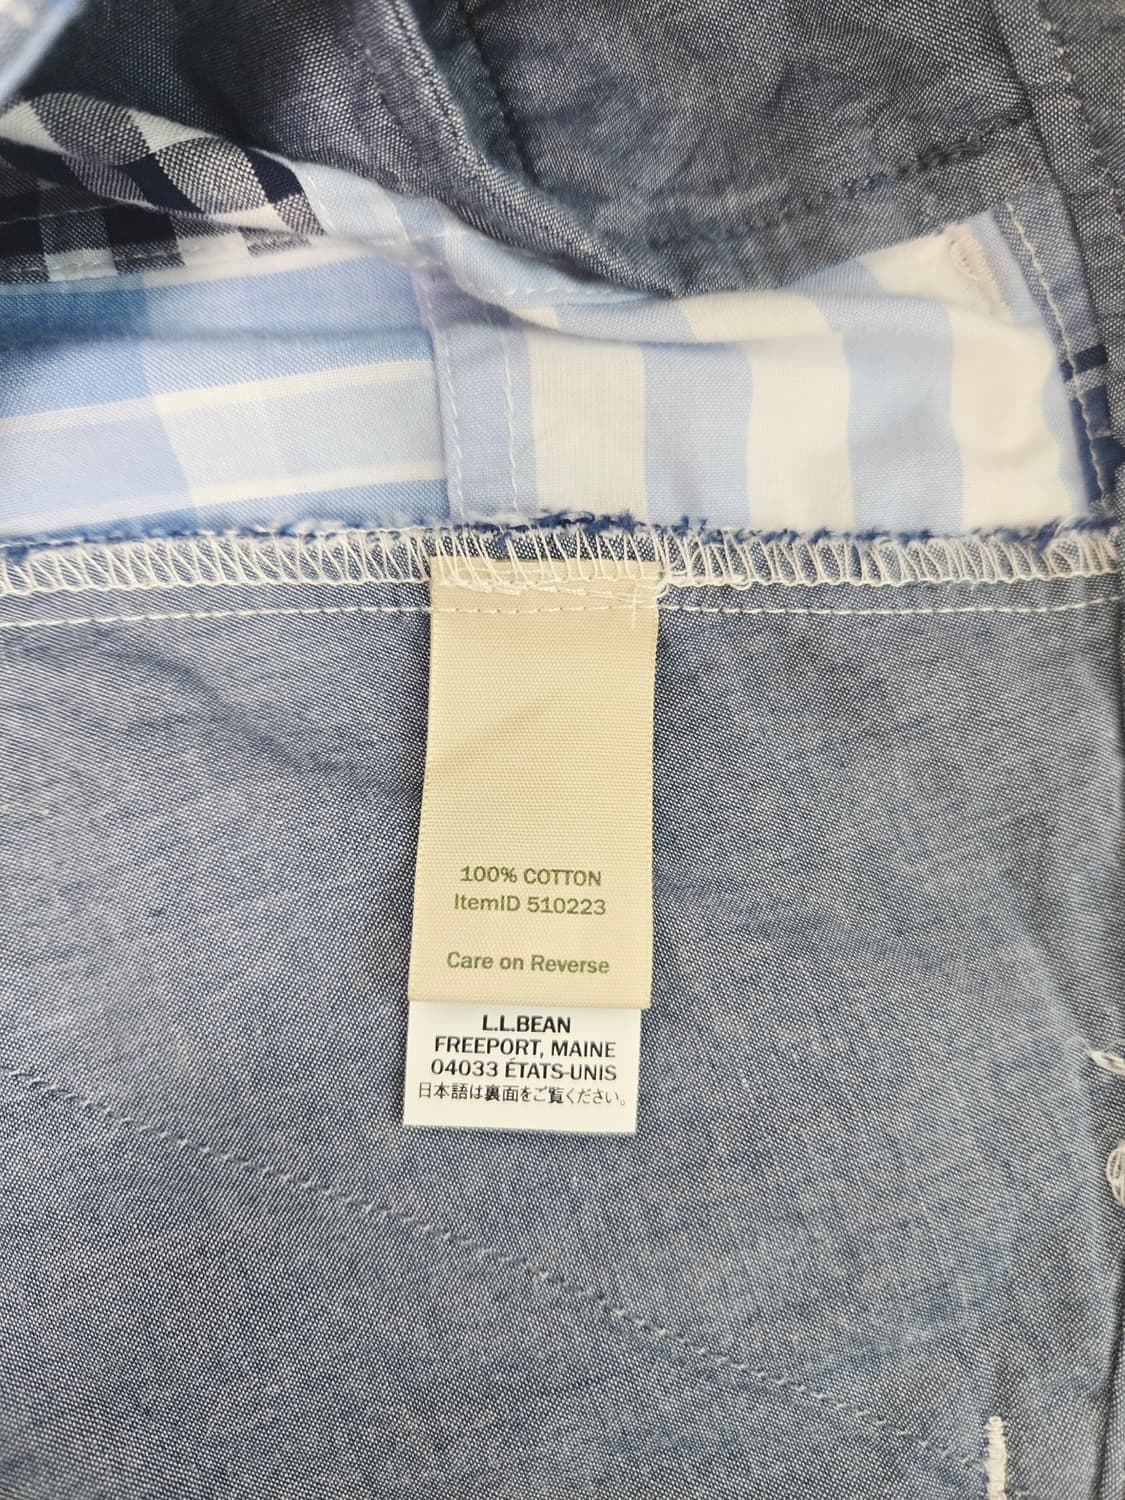 100% COTTON
ItemID 510223
Care on Reverse
L.L.BEAN
FREEPORT, MAINE
04033 ÉTATS-UNIS
日本語は裏面をご覧ください。